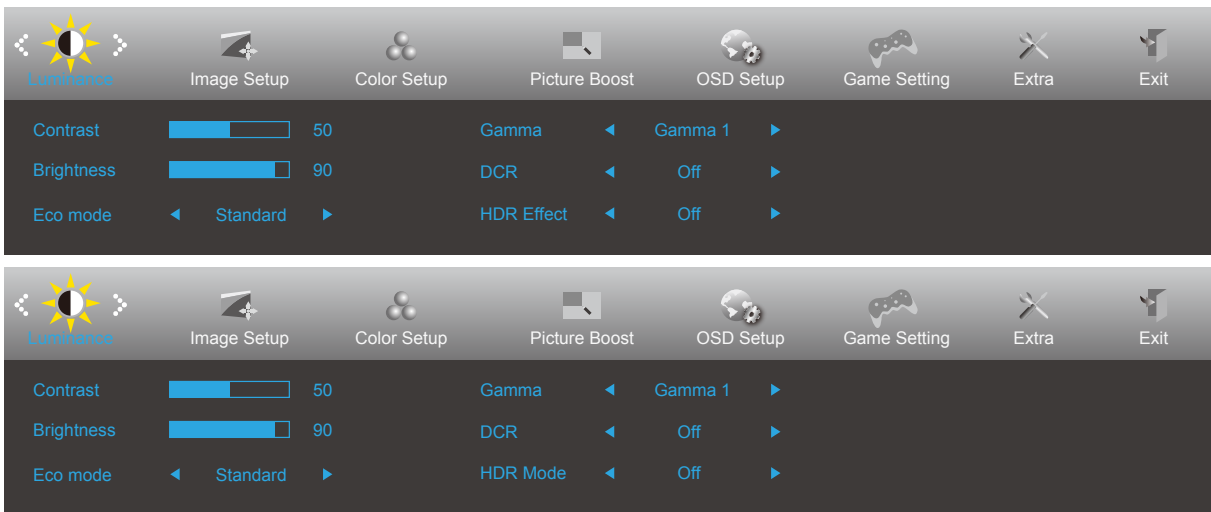 Luminance Image Setup Color Setup Picture Boost OSD Setup Game Setting Extra Exit
Contrast 50 Gamma Gamma 1
Brightness 90 DCR Off
Eco mode Standard HDR Effect Off
Luminance Image Setup Color Setup Picture Boost OSD Setup Game Setting Extra Exit
Contrast 50 Gamma Gamma 1
Brightness 90 DCR Off
Eco mode Standard HDR Mode Off